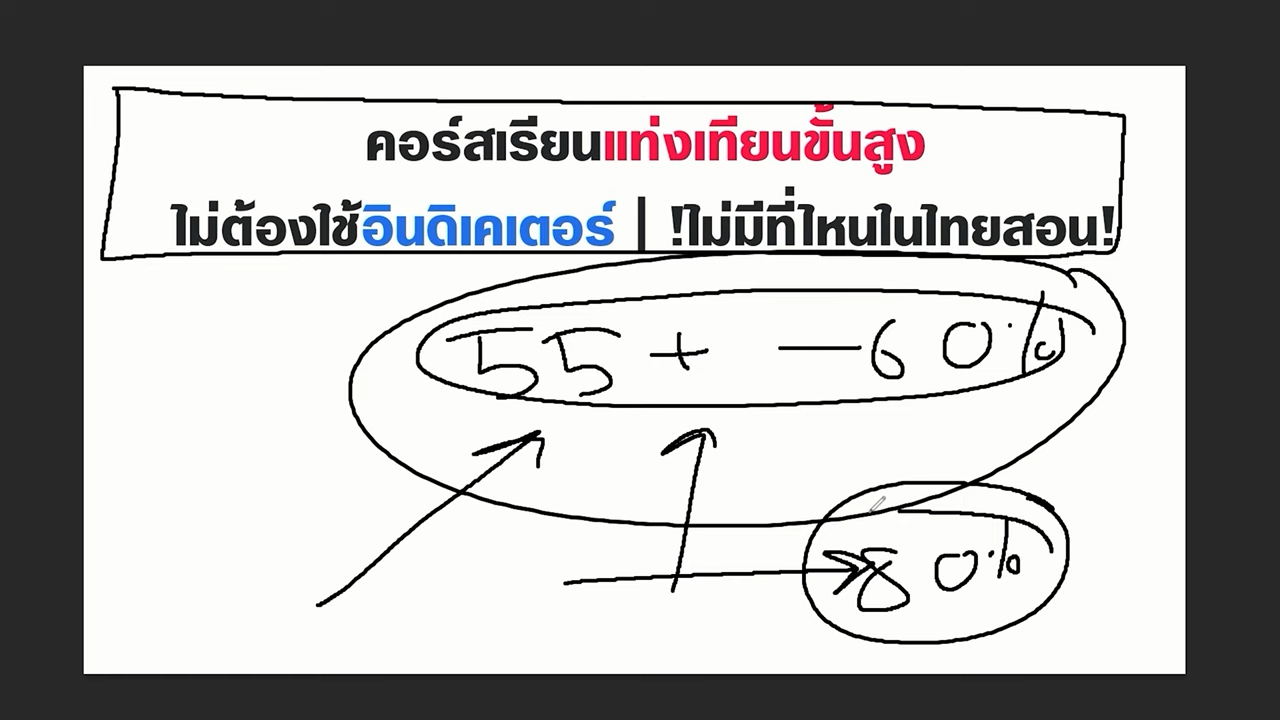 คอร์สเรียนแท่งเทียนขั้นสูง
ไม่ต้องใช้อินดิเคเตอร์ | !ไม่มีที่ไหนในไทยสอน!
55 + - 60%
80%